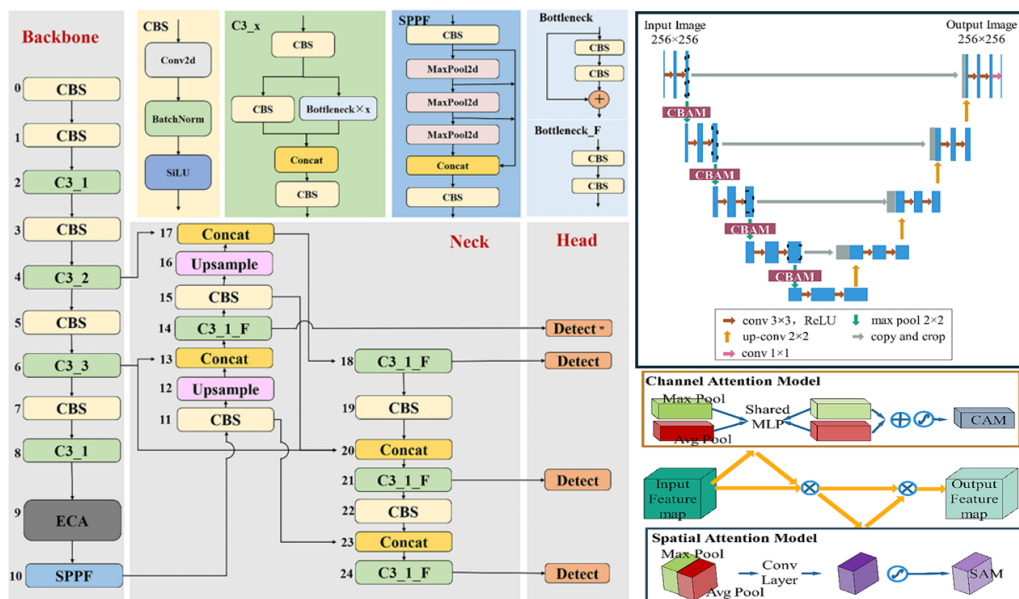 Backbone
0
CBS
1
CBS
2
C3_1
3
CBS
4
C3_2
5
CBS
6
C3_3
7
CBS
8
C3_1
9
ECA
10
SPPF
CBS
Conv2d
BatchNorm
SiLU
C3_x
CBS
CBS
Bottleneck×x
Concat
CBS
SPPF
CBS
MaxPool2d
MaxPool2d
MaxPool2d
Concat
CBS
Bottleneck
CBS
CBS
+
Bottleneck_F
CBS
CBS
Neck
17
Concat
16
Upsample
15
CBS
14
C3_1_F
13
Concat
12
Upsample
11
CBS
18
C3_1_F
19
CBS
20
Concat
21
C3_1_F
22
CBS
23
Concat
24
C3_1_F
Head
Detect*
Detect
Detect
Detect
Input Image
256×256
Output Image
256×256
CBAM
CBAM
CBAM
CBAM
conv 3×3，ReLU
max pool 2×2
up-conv 2×2
copy and crop
conv 1×1
Channel Attention Model
Max Pool
Avg Pool
Shared
MLP
CAM
Input
Feature
map
Output
Feature
map
Spatial Attention Model
Max Pool
Avg Pool
Conv
Layer
SAM